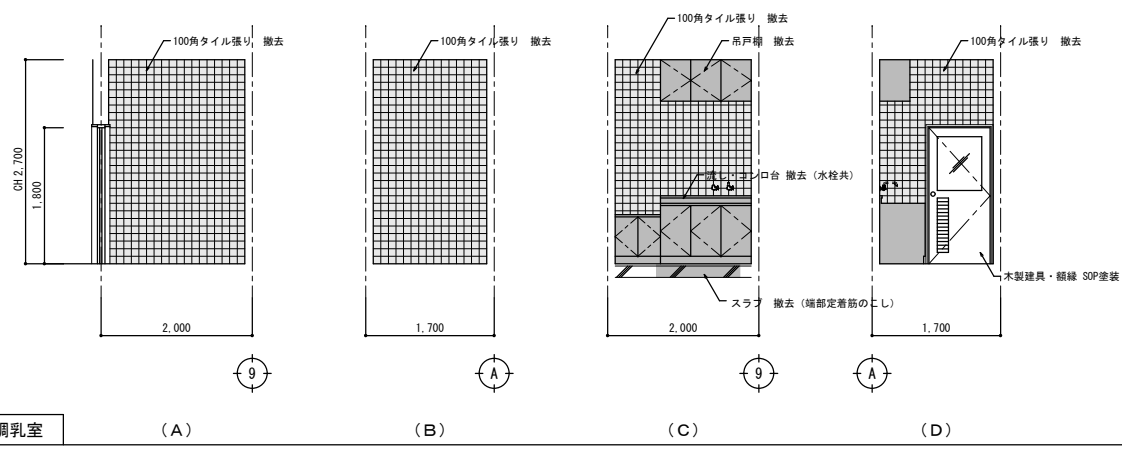 100角タイル張り　撤去
100角タイル張り　撤去
100角タイル張り　撤去
吊戸棚　撤去
100角タイル張り　撤去
CH 2,700
1,800
流し・コンロ台 撤去（水栓共）
木製建具・額縁 SOP塗装
スラブ　撤去（端部定着筋のこし）
2,000
1,700
2,000
1,700
9
A
9
A
調乳室
（A）
（B）
（C）
（D）